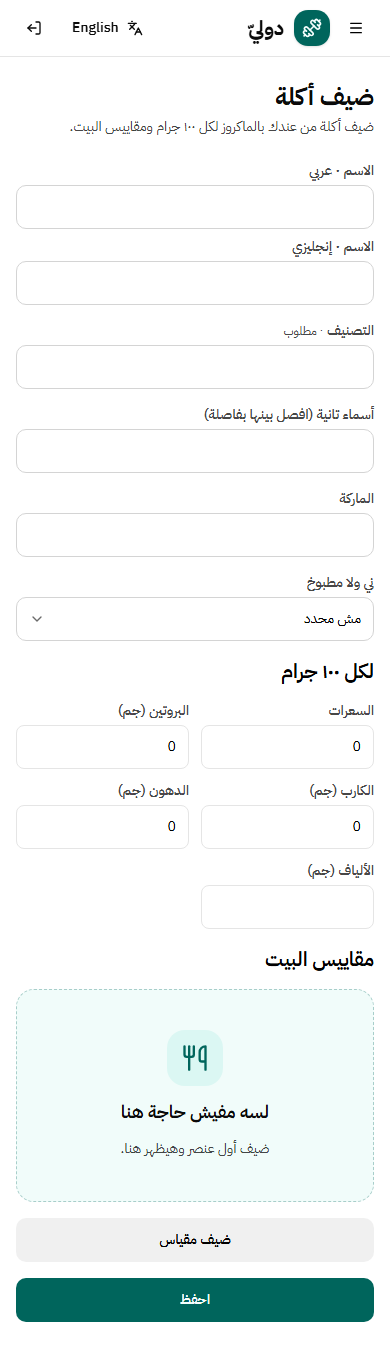 دوليّ
English
ضيف أكلة
ضيف أكلة من عندك بالماكروز لكل ١٠٠ جرام ومقاييس البيت.
الاسم · عربي
الاسم · إنجليزي
التصنيف · مطلوب
أسماء تانية (افصل بينها بفاصلة)
الماركة
ني ولا مطبوخ
مش محدد
لكل ١٠٠ جرام
السعرات
البروتين (جم)
0
0
الكارب (جم)
الدهون (جم)
0
0
الألياف (جم)
مقاييس البيت
لسه مفيش حاجة هنا
ضيف أول عنصر وهيظهر هنا.
ضيف مقياس
احفظ